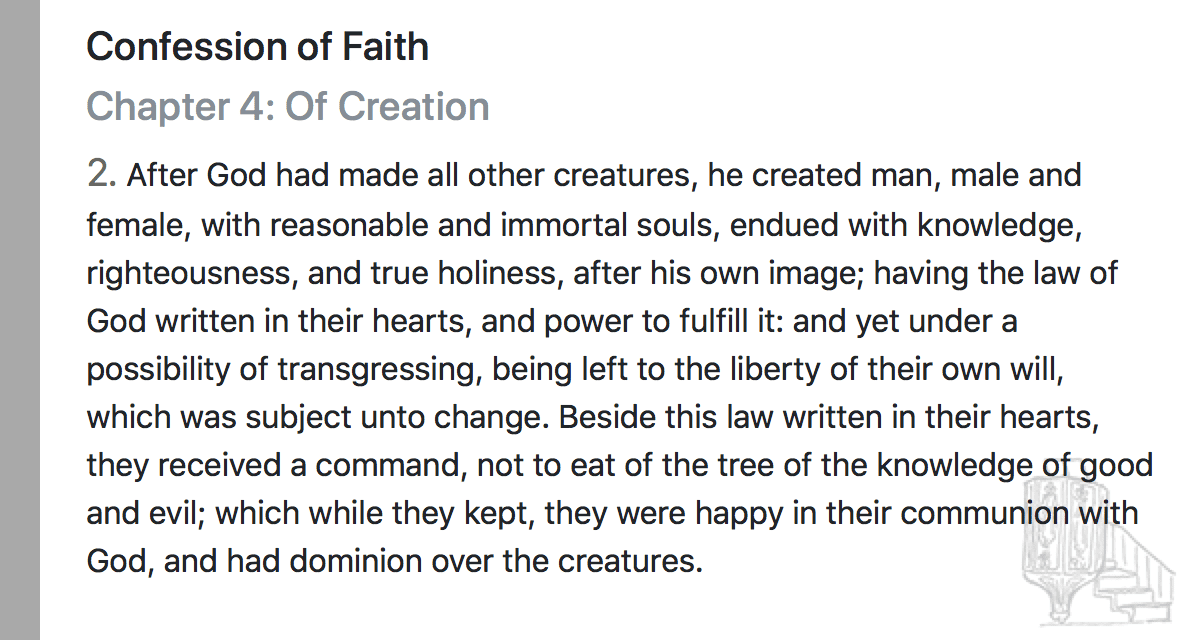 Confession of Faith
Chapter 4: Of Creation
2. After God had made all other creatures, he created man, male and
female, with reasonable and immortal souls, endued with knowledge,
righteousness, and true holiness, after his own image; having the law of
God written in their hearts, and power to fulfill it: and yet under a
possibility of transgressing, being left to the liberty of their own will,
which was subject unto change. Beside this law written in their hearts,
they received a command, not to eat of the tree of the knowledge of good
and evil; which while they kept, they were happy in their communion with
God, and had dominion over the creatures.